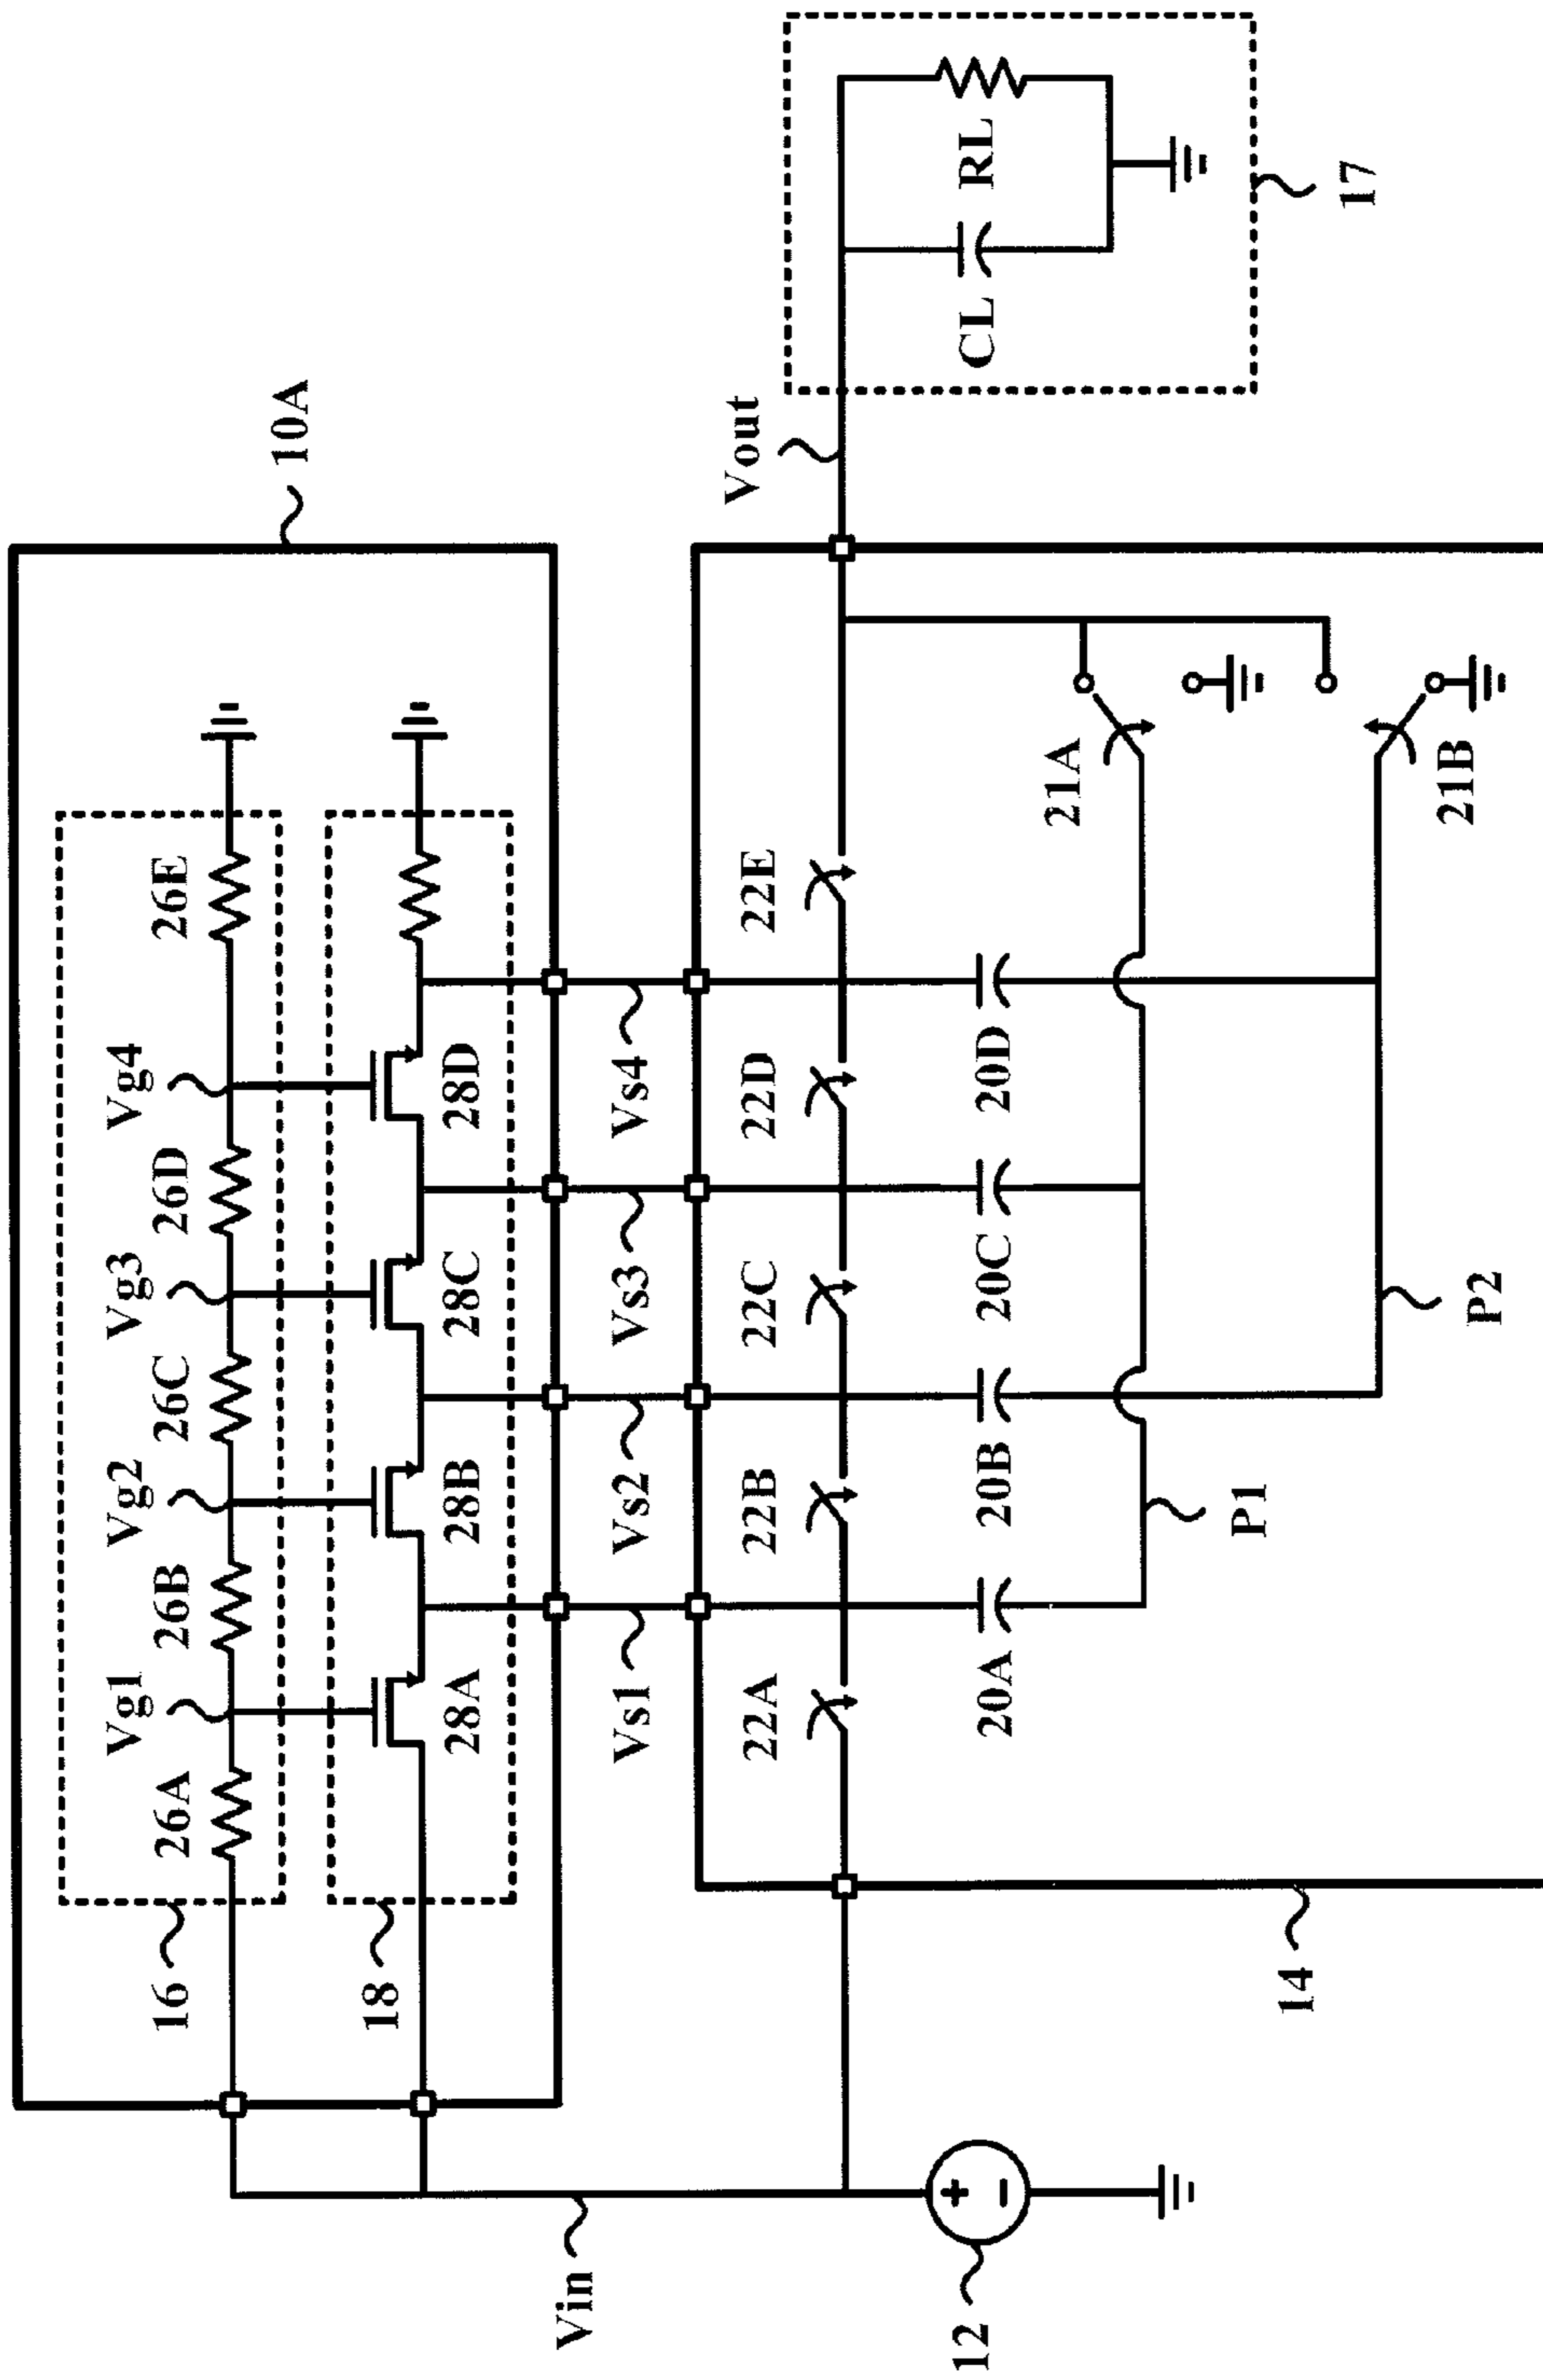 10A
16
26A
Vg1
26B
Vg2
26C
Vg3
26D
Vg4
26E
18
28A
28B
28C
28D
Vin
Vs1
Vs2
Vs3
Vs4
Vout
22A
22B
22C
22D
22E
12
+
−
20A
20B
20C
20D
21A
CL
RL
17
P1
14
21B
P2